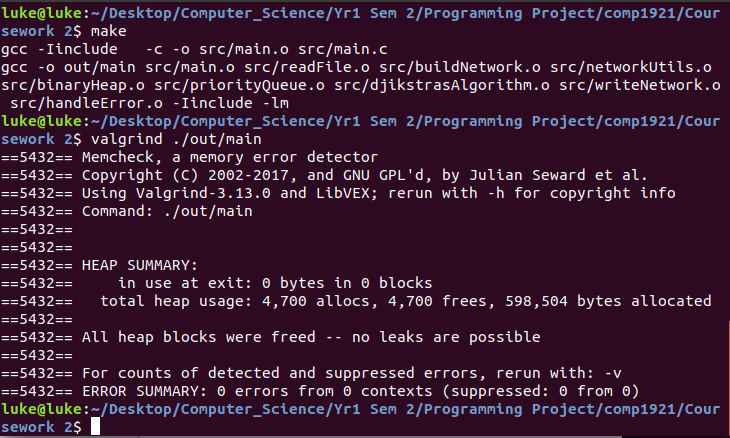 luke@luke:~/Desktop/Computer_Science/Yr1 Sem 2/Programming Project/comp1921/Cour
sework 2$ make
gcc -Iinclude   -c -o src/main.o src/main.c
gcc -o out/main src/main.o src/readFile.o src/buildNetwork.o src/networkUtils.o
src/binaryHeap.o src/priorityQueue.o src/djikstrasAlgorithm.o src/writeNetwork.o
 src/handleError.o -Iinclude -lm
luke@luke:~/Desktop/Computer_Science/Yr1 Sem 2/Programming Project/comp1921/Cour
sework 2$ valgrind ./out/main
==5432== Memcheck, a memory error detector
==5432== Copyright (C) 2002-2017, and GNU GPL'd, by Julian Seward et al.
==5432== Using Valgrind-3.13.0 and LibVEX; rerun with -h for copyright info
==5432== Command: ./out/main
==5432==
==5432==
==5432== HEAP SUMMARY:
==5432==     in use at exit: 0 bytes in 0 blocks
==5432==   total heap usage: 4,700 allocs, 4,700 frees, 598,504 bytes allocated
==5432==
==5432== All heap blocks were freed -- no leaks are possible
==5432==
==5432== For counts of detected and suppressed errors, rerun with: -v
==5432== ERROR SUMMARY: 0 errors from 0 contexts (suppressed: 0 from 0)
luke@luke:~/Desktop/Computer_Science/Yr1 Sem 2/Programming Project/comp1921/Cour
sework 2$